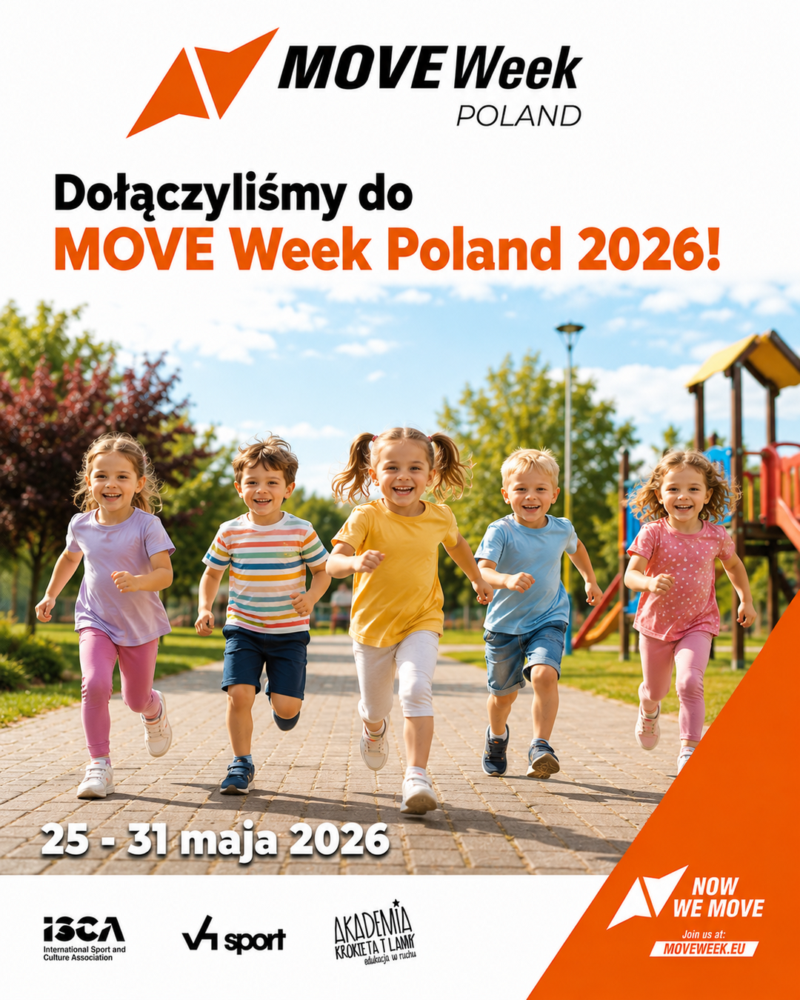 MOVE Week
POLAND
Dołączyliśmy do
MOVE Week Poland 2026!
25 - 31 maja 2026
ISCA
International Sport and
Culture Association
V4 sport
AKADEMIA
KROKIETA I LAMY
edukacja w ruchu
NOW
WE MOVE
Join us at:
MOVEWEEK.EU